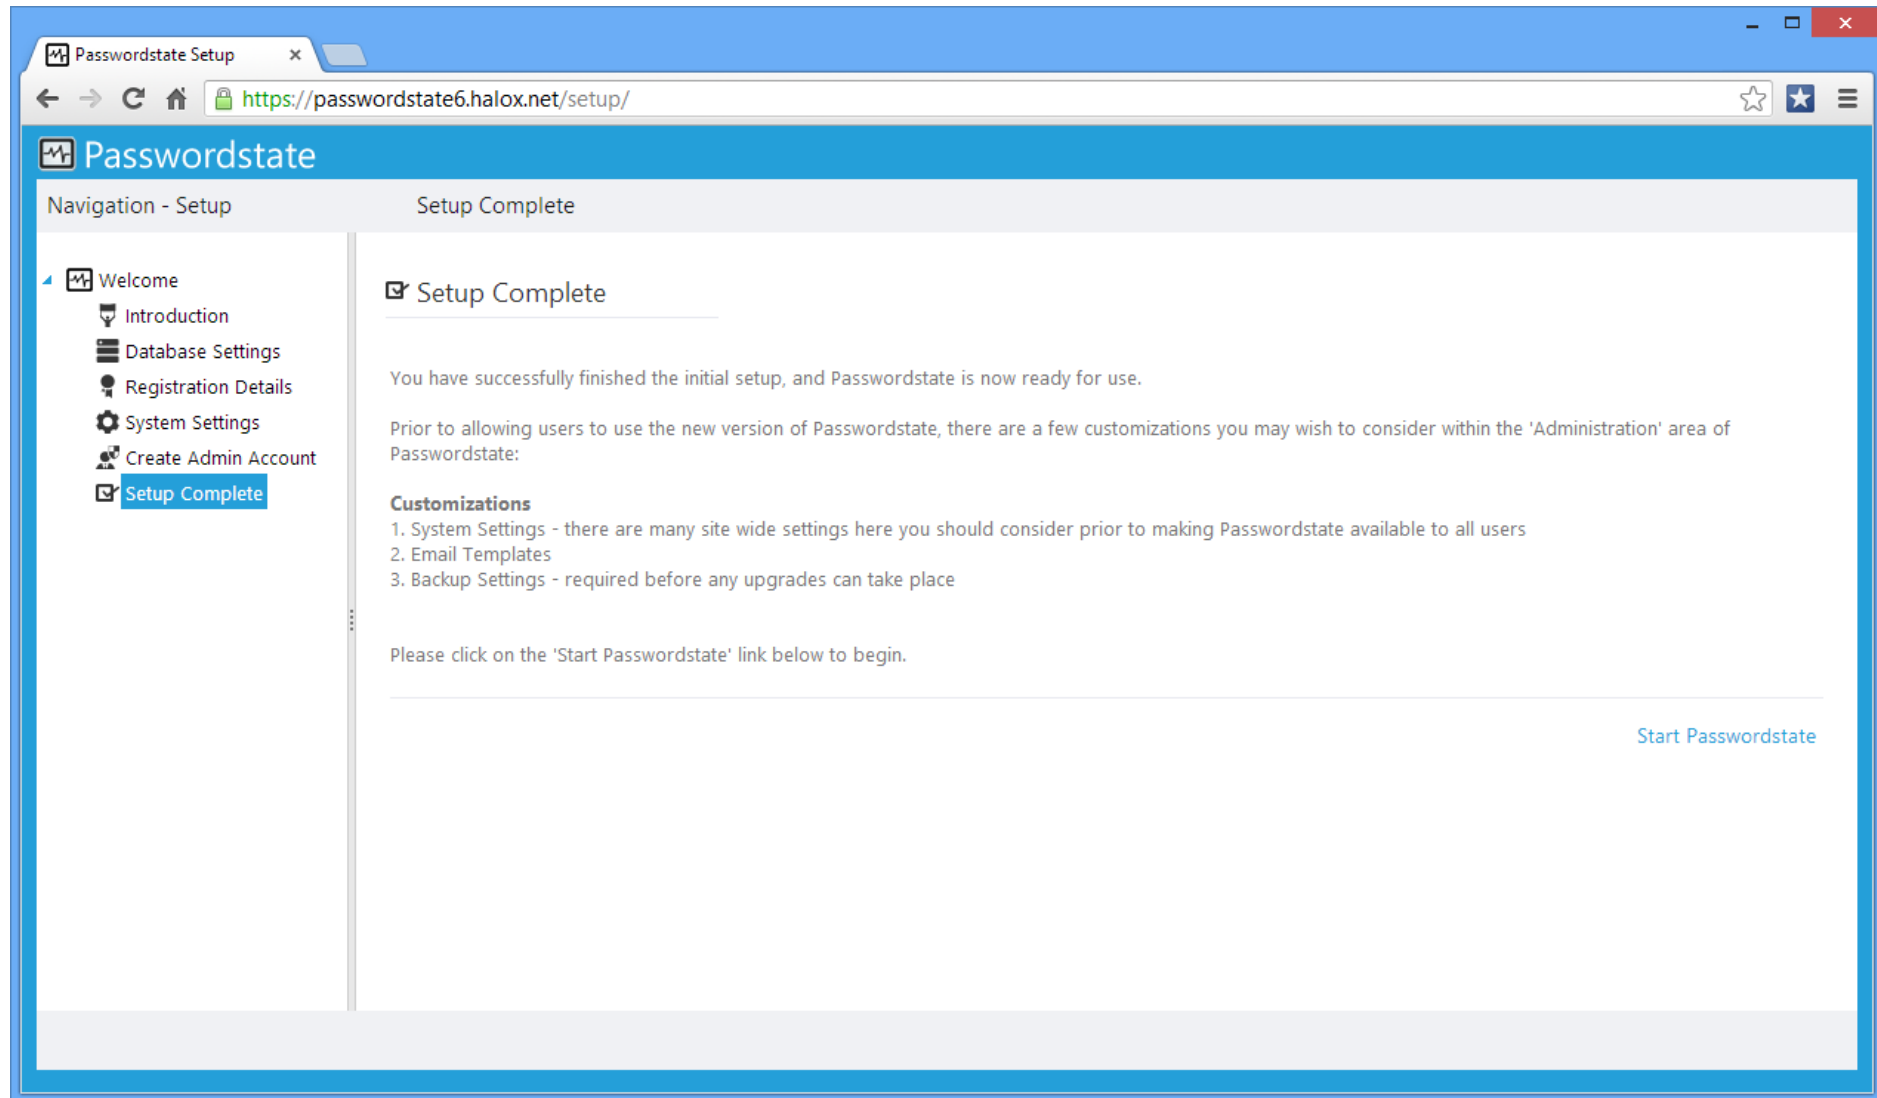 Passwordstate Setup
https://passwordstate6.halox.net/setup/
Passwordstate
Navigation - Setup
Setup Complete
Welcome
Introduction
Database Settings
Registration Details
System Settings
Create Admin Account
Setup Complete
Setup Complete
You have successfully finished the initial setup, and Passwordstate is now ready for use.
Prior to allowing users to use the new version of Passwordstate, there are a few customizations you may wish to consider within the 'Administration' area of
Passwordstate:
Customizations
1. System Settings - there are many site wide settings here you should consider prior to making Passwordstate available to all users
2. Email Templates
3. Backup Settings - required before any upgrades can take place
Please click on the 'Start Passwordstate' link below to begin.
Start Passwordstate